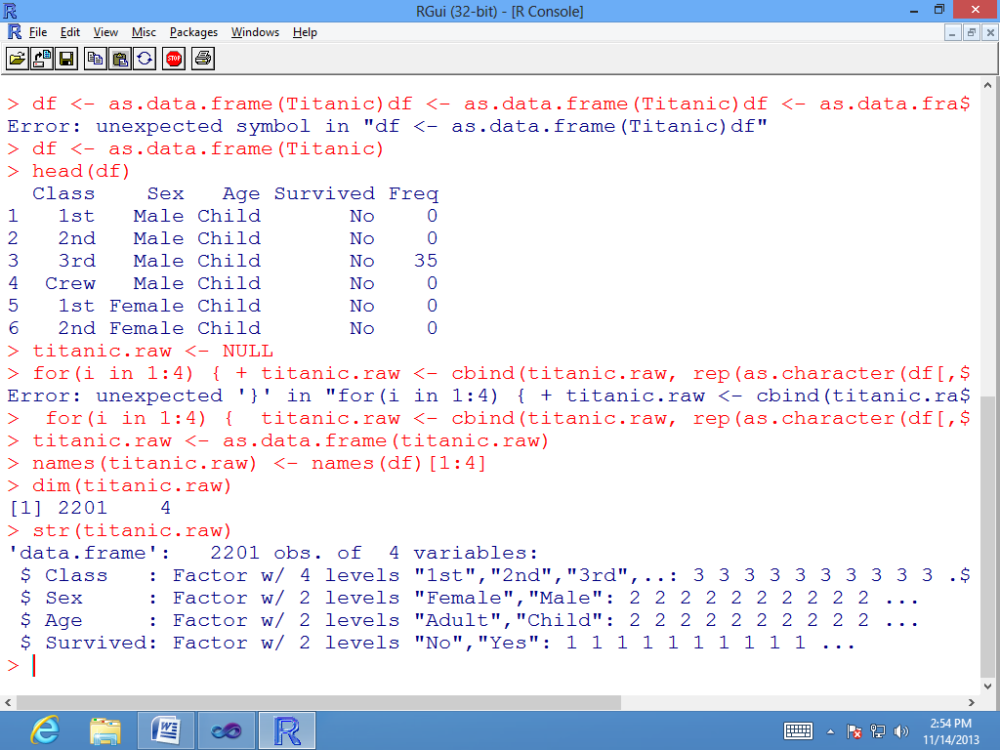 RGui (32-bit) - [R Console]
File Edit View Misc Packages Windows Help
STOP
> df <- as.data.frame(Titanic)df <- as.data.frame(Titanic)df <- as.data.fra$
Error: unexpected symbol in "df <- as.data.frame(Titanic)df"
> df <- as.data.frame(Titanic)
> head(df)
  Class    Sex   Age Survived Freq
1   1st   Male Child       No    0
2   2nd   Male Child       No    0
3   3rd   Male Child       No   35
4  Crew   Male Child       No    0
5   1st Female Child       No    0
6   2nd Female Child       No    0
> titanic.raw <- NULL
> for(i in 1:4) { + titanic.raw <- cbind(titanic.raw, rep(as.character(df[,$
Error: unexpected '}' in "for(i in 1:4) { + titanic.raw <- cbind(titanic.ra$
>  for(i in 1:4) {  titanic.raw <- cbind(titanic.raw, rep(as.character(df[,$
> titanic.raw <- as.data.frame(titanic.raw)
> names(titanic.raw) <- names(df)[1:4]
> dim(titanic.raw)
[1] 2201    4
> str(titanic.raw)
'data.frame':   2201 obs. of  4 variables:
 $ Class   : Factor w/ 4 levels "1st","2nd","3rd",..: 3 3 3 3 3 3 3 3 3 3 .$
 $ Sex     : Factor w/ 2 levels "Female","Male": 2 2 2 2 2 2 2 2 2 2 ...
 $ Age     : Factor w/ 2 levels "Adult","Child": 2 2 2 2 2 2 2 2 2 2 ...
 $ Survived: Factor w/ 2 levels "No","Yes": 1 1 1 1 1 1 1 1 1 1 ...
>
2:54 PM
11/14/2013